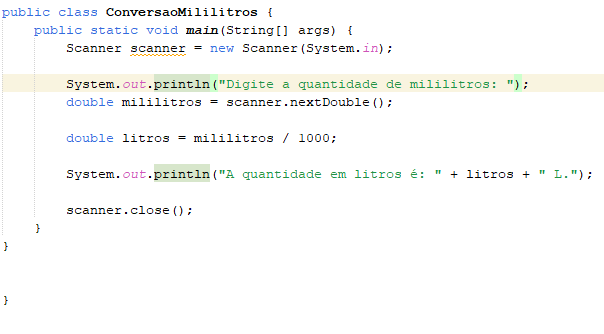 public class ConversaoMililitros {
public static void main(String[] args) {
Scanner scanner = new Scanner(System.in);
System.out.println("Digite a quantidade de mililitros: ");
double mililitros = scanner.nextDouble();
double litros = mililitros / 1000;
System.out.println("A quantidade em litros é: " + litros + " L.");
scanner.close();
}
}
}